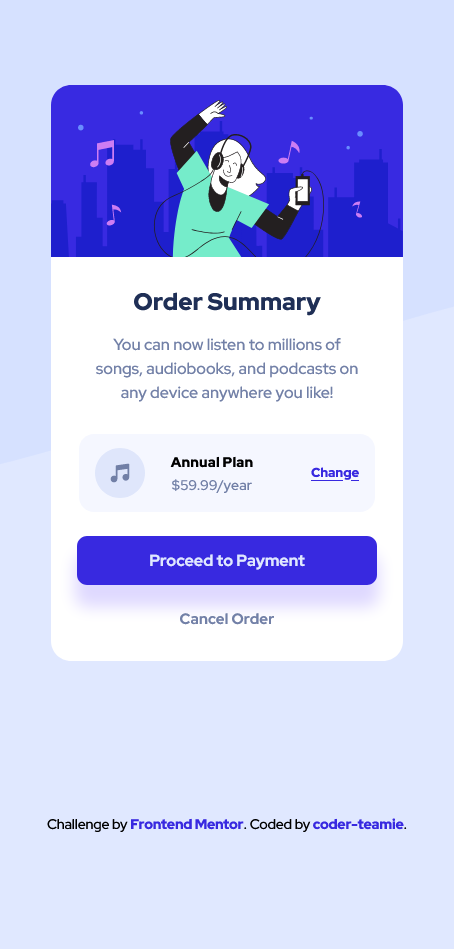 Order Summary
You can now listen to millions of
songs, audiobooks, and podcasts on
any device anywhere you like!
Annual Plan
$59.99/year
Change
Proceed to Payment
Cancel Order
Challenge by Frontend Mentor. Coded by coder-teamie.